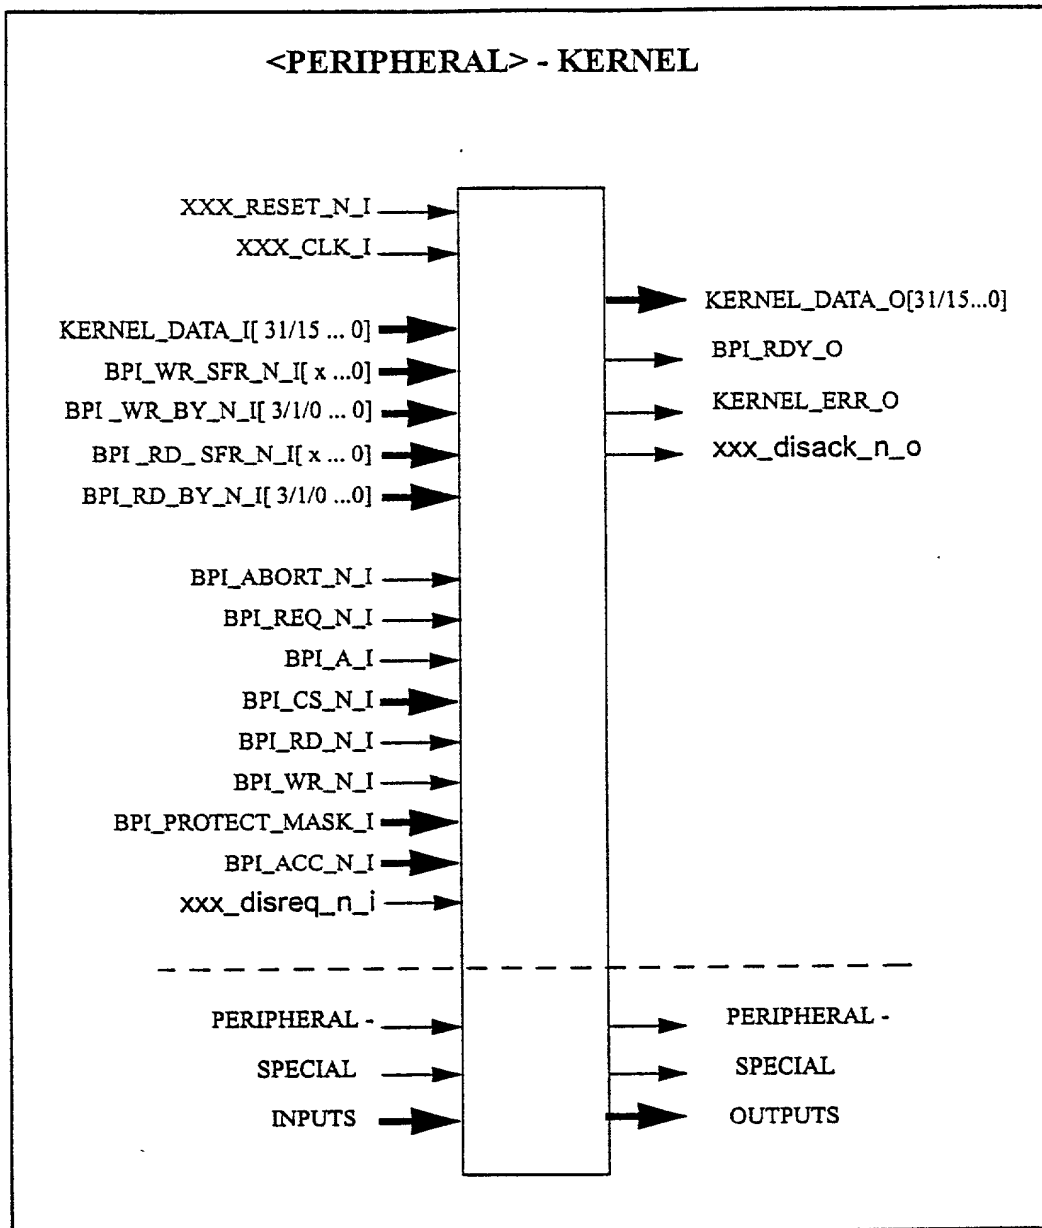 <PERIPHERAL> - KERNEL
XXX_RESET_N_I
XXX_CLK_I
KERNEL_DATA_I[ 31/15 ... 0]
BPI_WR_SFR_N_I[ x ...0]
BPI _WR_BY_N_I[ 3/1/0 ... 0]
BPI _RD_ SFR_N_I[ x ... 0]
BPI_RD_BY_N_I[ 3/1/0 ...0]
BPI_ABORT_N_I
BPI_REQ_N_I
BPI_A_I
BPI_CS_N_I
BPI_RD_N_I
BPI_WR_N_I
BPI_PROTECT_MASK_I
BPI_ACC_N_I
xxx_disreq_n_i
KERNEL_DATA_O[31/15...0]
BPI_RDY_O
KERNEL_ERR_O
xxx_disack_n_o
PERIPHERAL -
SPECIAL
INPUTS
PERIPHERAL -
SPECIAL
OUTPUTS